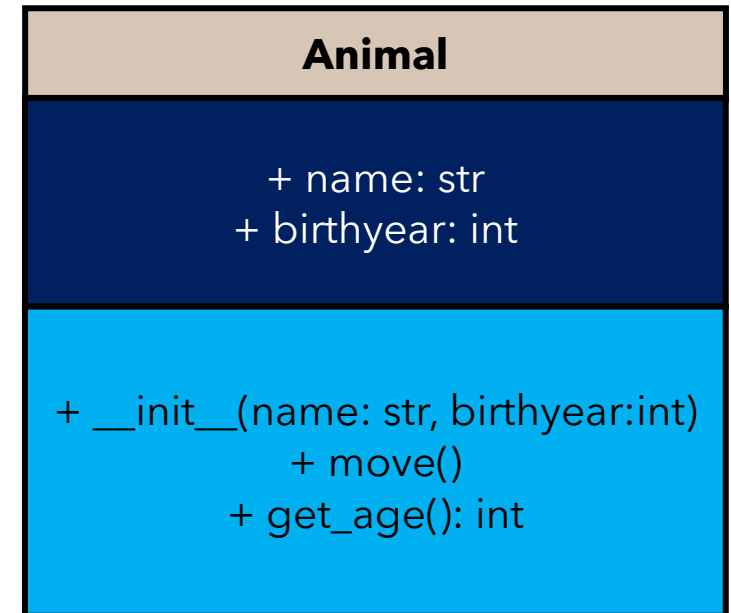 Animal
+ name: str
+ birthyear: int
+ __init__(name: str, birthyear:int)
+ move()
+ get_age(): int